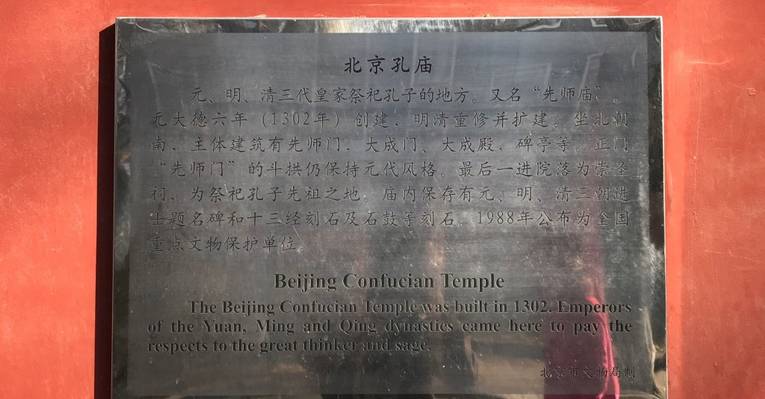 北京孔庙
元、明、清三代皇家祭祀孔子的地方。又名“先师庙”。
元大德六年（1302年）创建，明清重修并扩建。坐北朝
南，主体建筑有先师门、大成门、大成殿、碑亭等，正门
“先师门”的斗拱仍保持元代风格。最后一进院落为崇圣
祠，为祭祀孔子先祖之地。庙内保存有元、明、清三朝进
士题名碑和十三经刻石及石鼓等刻石。1988年公布为全国
重点文物保护单位。
Beijing Confucian Temple
The Beijing Confucian Temple was built in 1302. Emperors
of the Yuan, Ming and Qing dynastics came here to pay the
respects to the great thinker and sage.
北京市文物局制